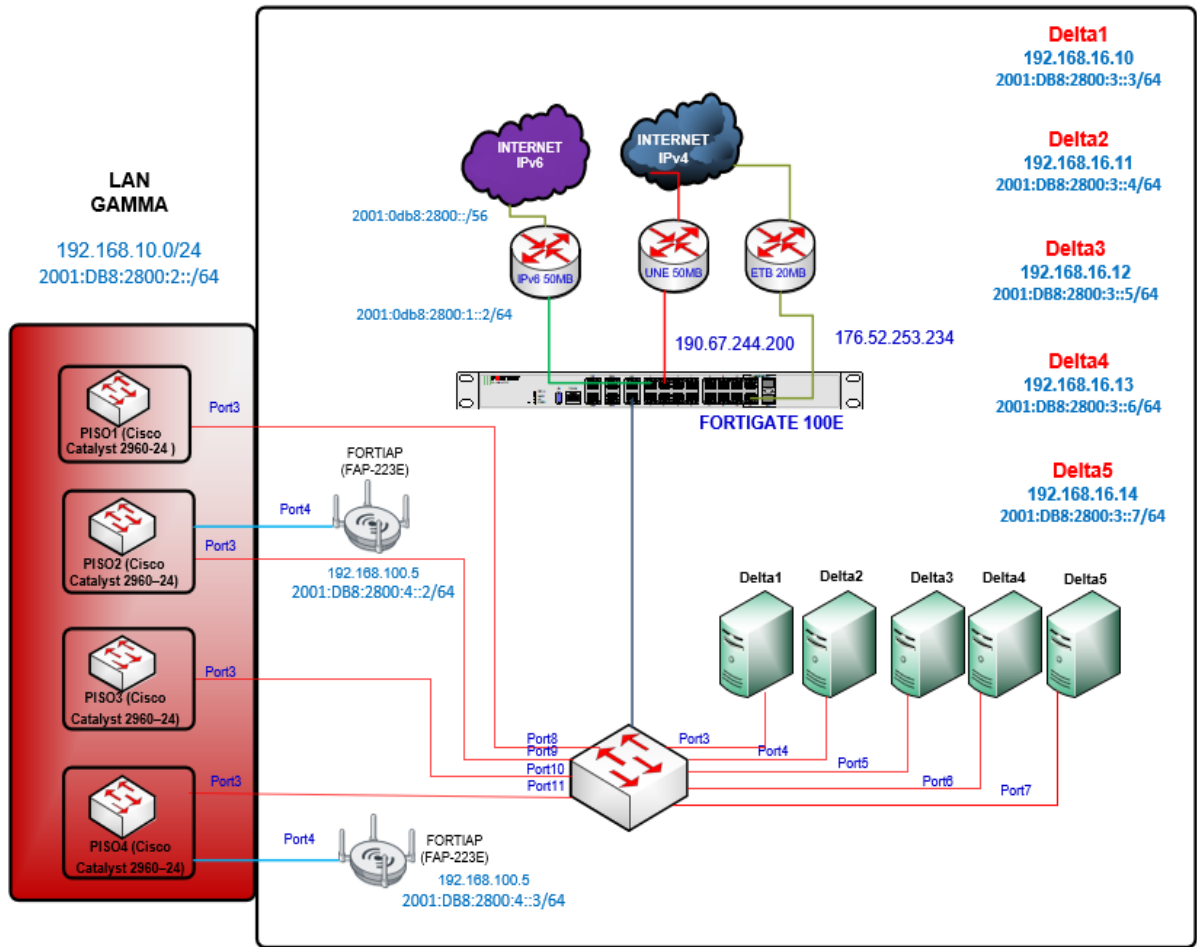 Delta1
192.168.16.10
2001:DB8:2800:3::3/64
Delta2
192.168.16.11
2001:DB8:2800:3::4/64
Delta3
192.168.16.12
2001:DB8:2800:3::5/64
Delta4
192.168.16.13
2001:DB8:2800:3::6/64
Delta5
192.168.16.14
2001:DB8:2800:3::7/64
INTERNET
IPv6
INTERNET
IPv4
2001:0db8:2800::/56
IPv6 50MB
UNE 50MB
ETB 20MB
2001:0db8:2800:1::2/64
190.67.244.200
176.52.253.234
FORTIGATE 100E
LAN
GAMMA
192.168.10.0/24
2001:DB8:2800:2::/64
PISO1 (Cisco
Catalyst 2960-24 )
Port3
PISO2 (Cisco
Catalyst 2960–24)
Port4
Port3
FORTIAP
(FAP-223E)
192.168.100.5
2001:DB8:2800:4::2/64
PISO3 (Cisco
Catalyst 2960–24)
Port3
PISO4 (Cisco
Catalyst 2960–24)
Port3
Port4
FORTIAP
(FAP-223E)
192.168.100.5
2001:DB8:2800:4::3/64
Port8
Port9
Port10
Port11
Port3
Port4
Port5
Port6
Port7
Delta1
Delta2
Delta3
Delta4
Delta5